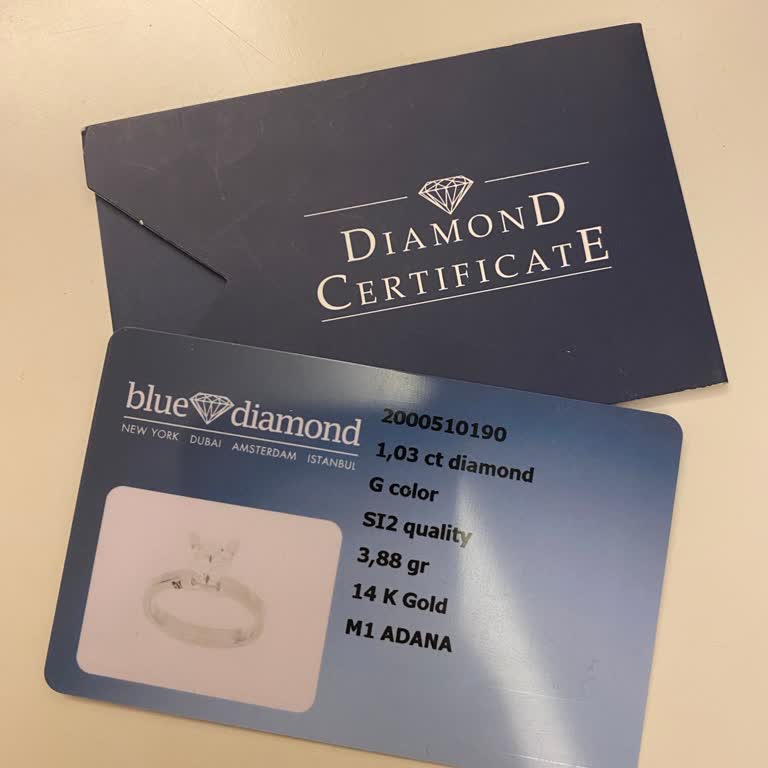 DIAMOND
CERTIFICATE
blue diamond
NEW YORK DUBAI AMSTERDAM ISTANBUL
2000510190
1,03 ct diamond
G color
SI2 quality
3,88 gr
14 K Gold
M1 ADANA